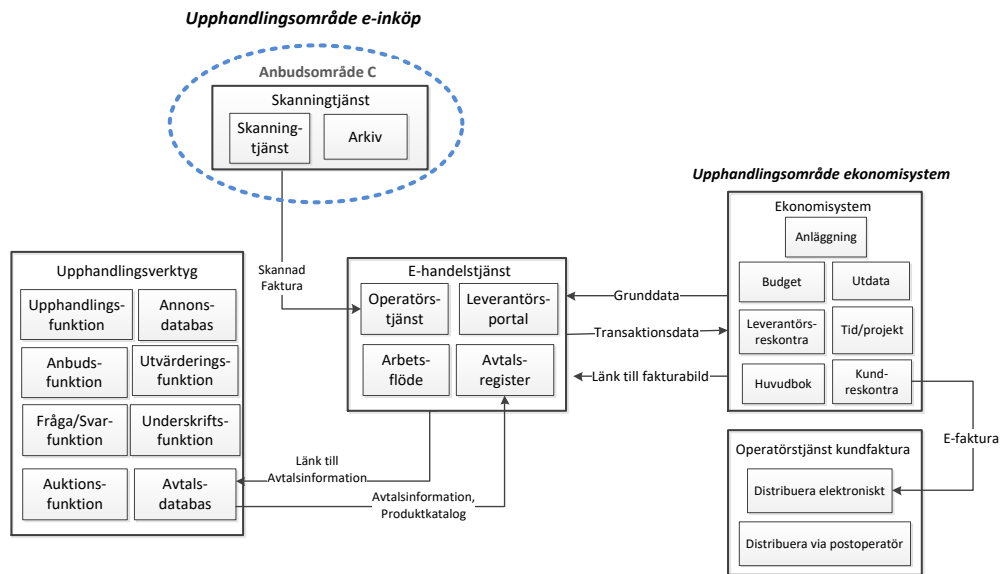 Upphandlingsområde e-inköp
Anbudsområde C
Skanningtjänst
Skanning-
tjänst
Arkiv
Upphandlingsområde ekonomisystem
Ekonomisystem
Anläggning
Budget
Utdata
Leverantörs-
reskontra
Tid/projekt
Huvudbok
Kund-
reskontra
Skannad
Faktura
Upphandlingsverktyg
Upphandlings-
funktion
Annons-
databas
Anbuds-
funktion
Utvärderings-
funktion
Fråga/Svar-
funktion
Underskrifts-
funktion
Auktions-
funktion
Avtals-
databas
E-handelstjänst
Operatörs-
tjänst
Leverantörs-
portal
Arbets-
flöde
Avtals-
register
Grunddata
Transaktionsdata
Länk till fakturabild
Länk till
Avtalsinformation
Avtalsinformation,
Produktkatalog
E-faktura
Operatörstjänst kundfaktura
Distribuera elektroniskt
Distribuera via postoperatör